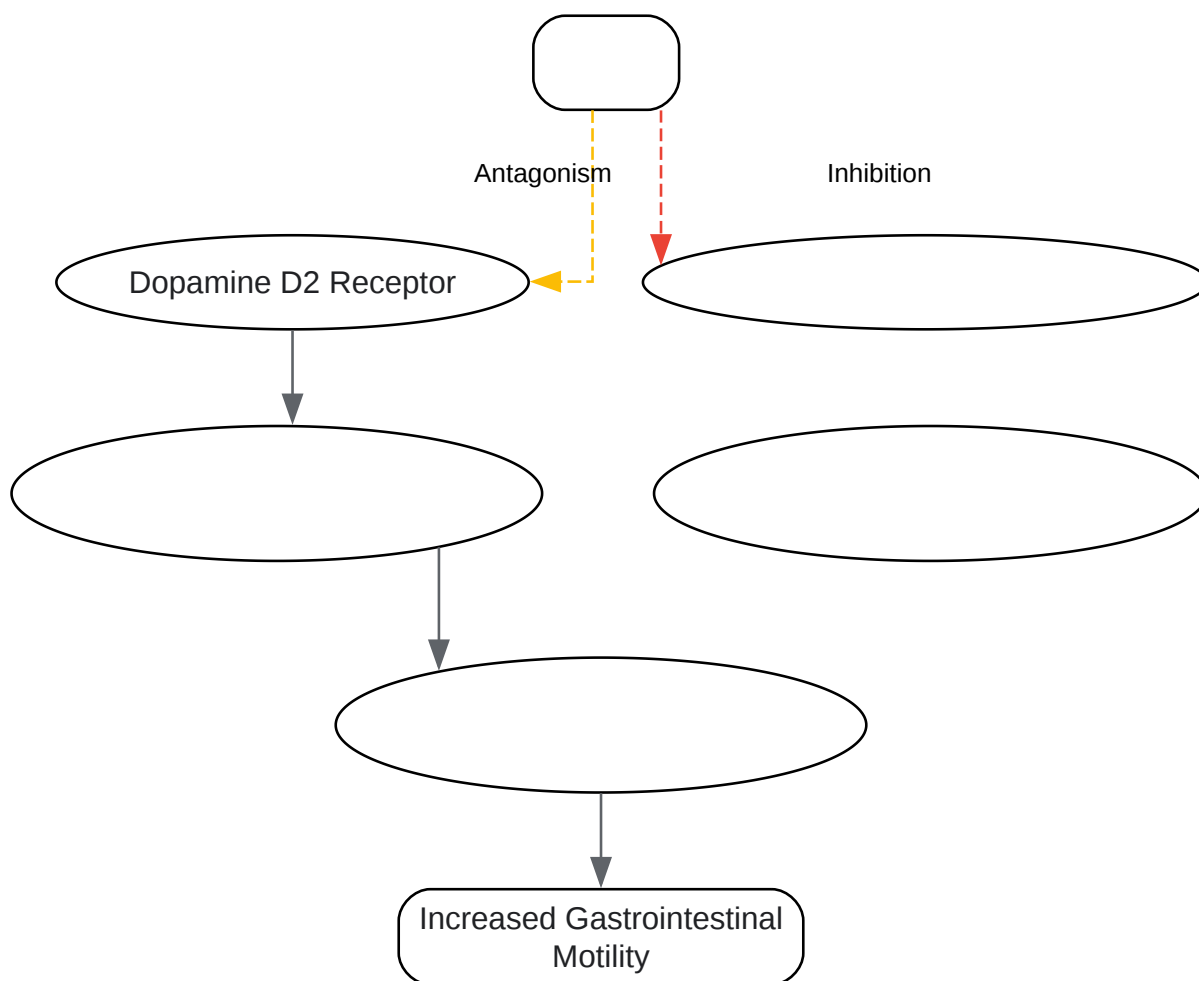 Antagonism
Inhibition
Dopamine D2 Receptor
Increased Gastrointestinal
Motility